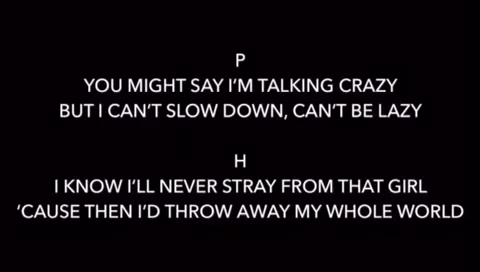 P
YOU MIGHT SAY I'M TALKING CRAZY
BUT I CAN'T SLOW DOWN, CAN'T BE LAZY
H
I KNOW I'LL NEVER STRAY FROM THAT GIRL
'CAUSE THEN I'D THROW AWAY MY WHOLE WORLD